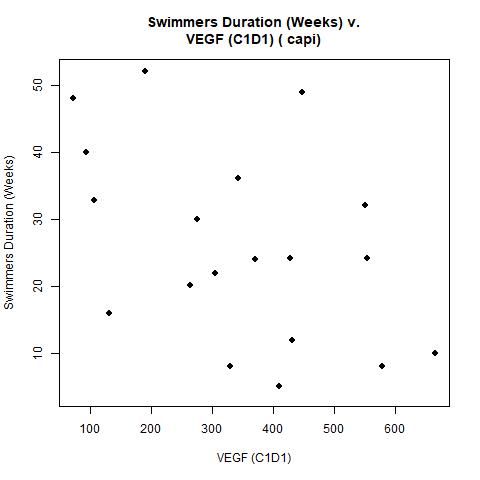 Swimmers Duration (Weeks) v.
VEGF (C1D1) ( capi)
Swimmers Duration (Weeks)
50
40
30
20
10
100 200 300 400 500 600
VEGF (C1D1)